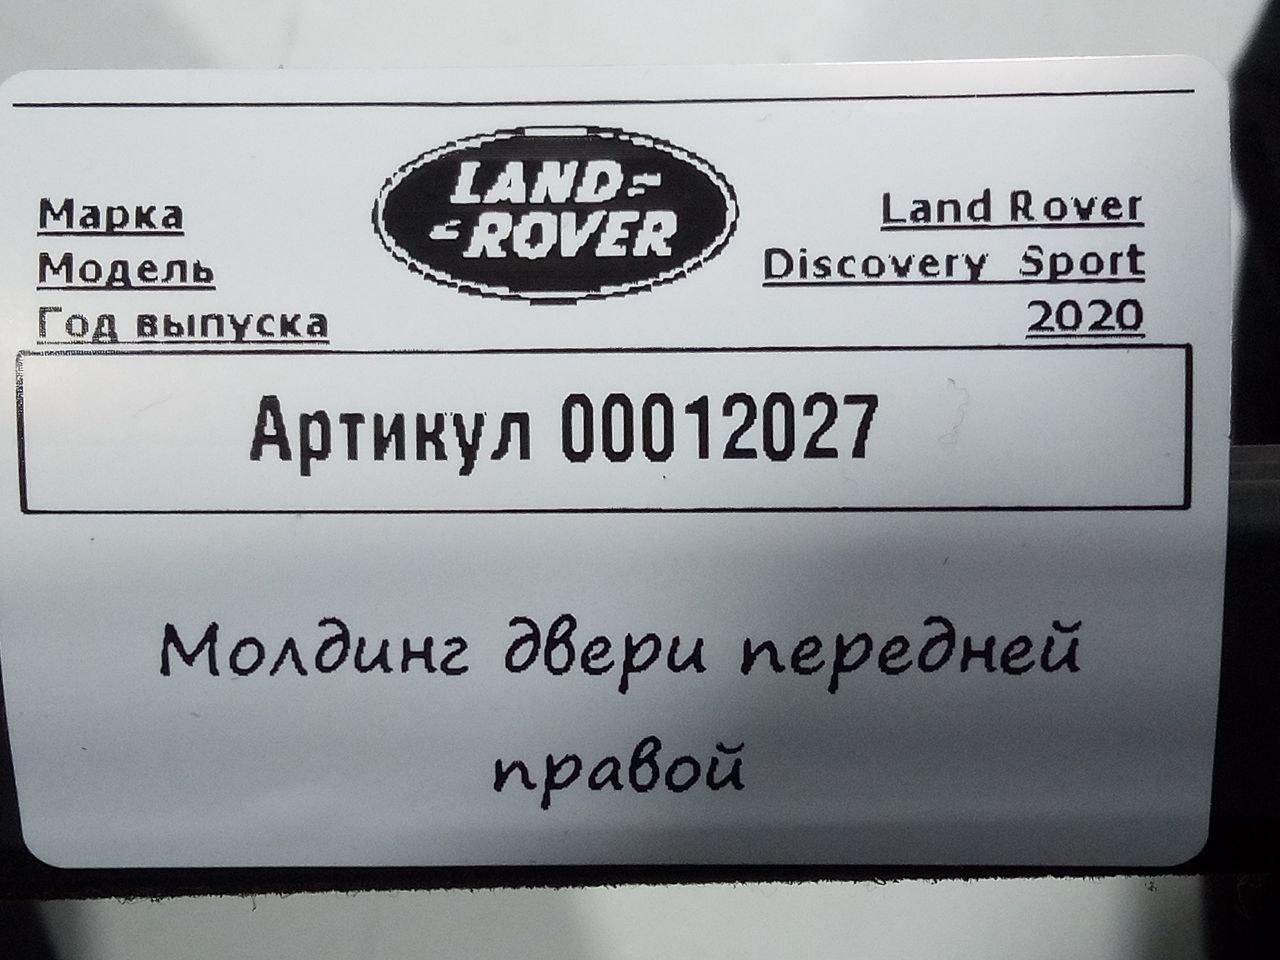 LAND
ROVER
Марка Land Rover
Модель Discovery Sport
Год выпуска 2020
Артикул 00012027
Молдинг двери передней
правой